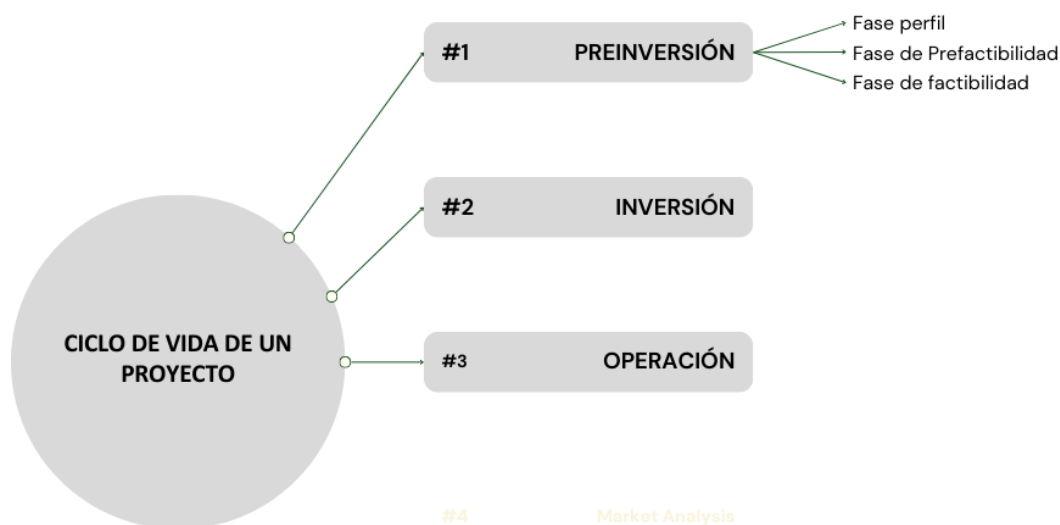 #1 PREINVERSIÓN
Fase perfil
Fase de Prefactibilidad
Fase de factibilidad
#2 INVERSIÓN
CICLO DE VIDA DE UN
PROYECTO
#3 OPERACIÓN
#4 Market Analysis